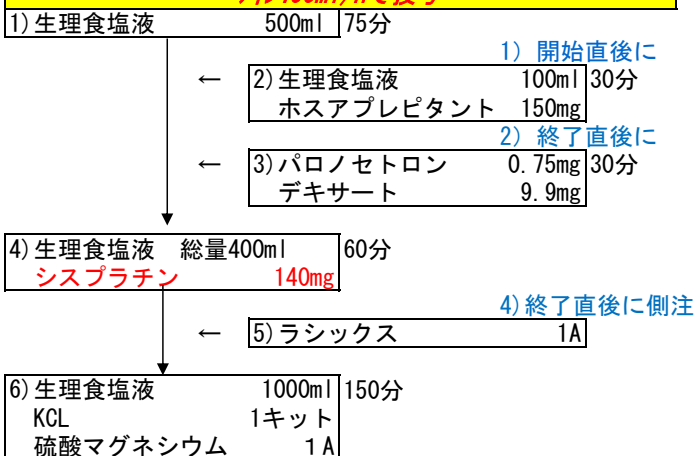 1)生理食塩液 500ml 75分
1) 開始直後に
← 2)生理食塩液 100ml 30分
ホスアプレピタント 150mg
2) 終了直後に
← 3)パロノセトロン 0.75mg 30分
デキサート 9.9mg
4)生理食塩液 総量400ml 60分
シスプラチン 140mg
4)終了直後に側注
← 5)ラシックス 1A
6)生理食塩液 1000ml 150分
KCL 1キット
硫酸マグネシウム 1A